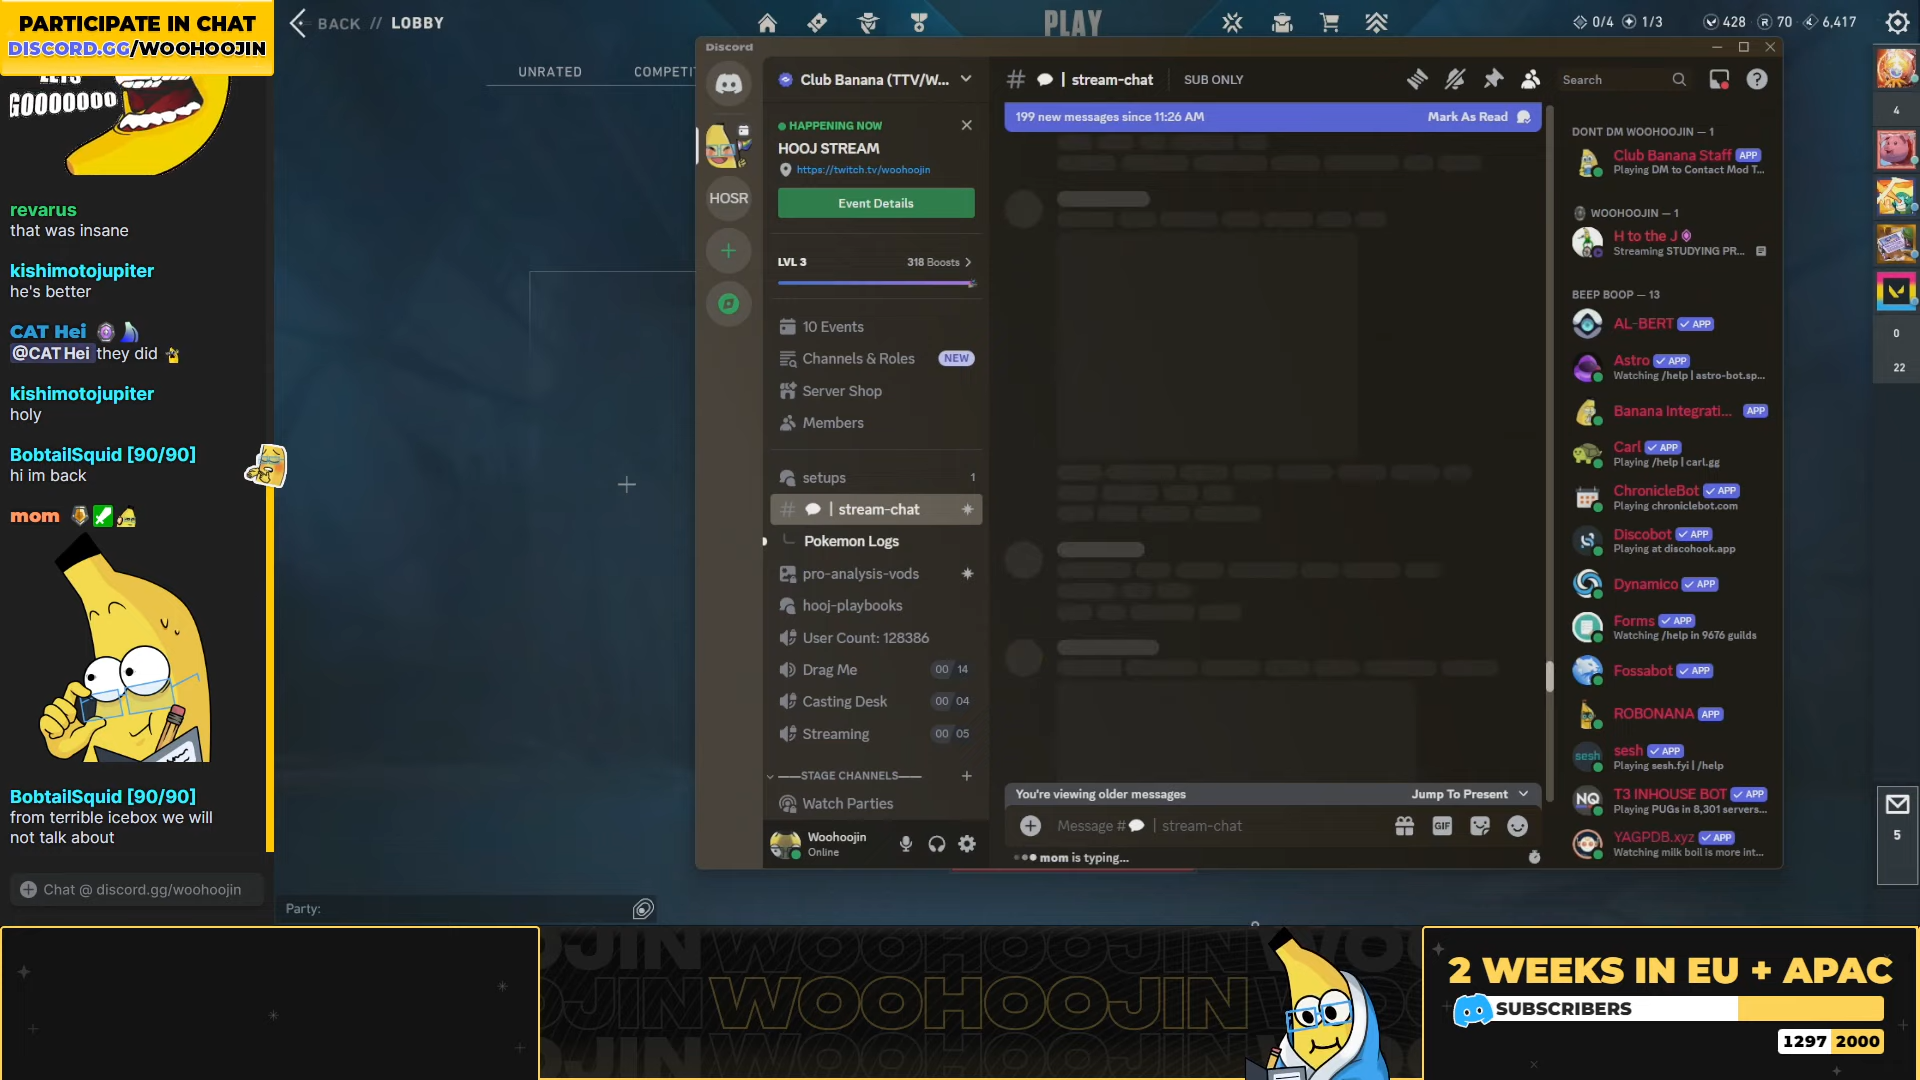 PARTICIPATE IN CHAT
DISCORD.GG/WOOHOOJIN
LETS
GOOOOOOO
revarus
that was insane
kishimotojupiter
he's better
CAT Hei
@CAT Hei they did
kishimotojupiter
holy
BobtailSquid [90/90]
hi im back
mom
BobtailSquid [90/90]
from terrible icebox we will
not talk about
Chat @ discord.gg/woohoojin
BACK // LOBBY
PLAY
0/4 1/3 428 70 6,417
UNRATED COMPETIT
Party:
Discord
HOSR
Club Banana (TTV/W...
HAPPENING NOW
HOOJ STREAM
https://twitch.tv/woohoojin
Event Details
LVL 3 318 Boosts
10 Events
Channels & Roles NEW
Server Shop
Members
setups 1
# | stream-chat
Pokemon Logs
pro-analysis-vods
hooj-playbooks
User Count: 128386
Drag Me 00 14
Casting Desk 00 04
Streaming 00 05
——STAGE CHANNELS——
Watch Parties
Woohoojin
Online
# | stream-chat SUB ONLY
Search
199 new messages since 11:26 AM Mark As Read
You're viewing older messages Jump To Present
Message # | stream-chat
GIF
mom is typing...
DONT DM WOOHOOJIN — 1
Club Banana Staff APP
Playing DM to Contact Mod T...
WOOHOOJIN — 1
H to the J
Streaming STUDYING PR...
BEEP BOOP — 13
AL-BERT APP
Astro APP
Watching /help | astro-bot.sp...
Banana Integrati... APP
Carl APP
Playing /help | carl.gg
ChronicleBot APP
Playing chroniclebot.com
Discobot APP
Playing at discohook.app
Dynamico APP
Forms APP
Watching /help in 9676 guilds
Fossabot APP
ROBONANA APP
sesh
sesh APP
Playing sesh.fyi | /help
NQ
T3 INHOUSE BOT APP
Playing PUGs in 8,301 servers...
YAGPDB.xyz APP
Watching milk boil is more int...
4
0
22
5
OJIN WOOHOOJIN WOO
OJIN WOOHOOJIN
OJIN WOOHOOJIN
2 WEEKS IN EU + APAC
SUBSCRIBERS
1297 2000